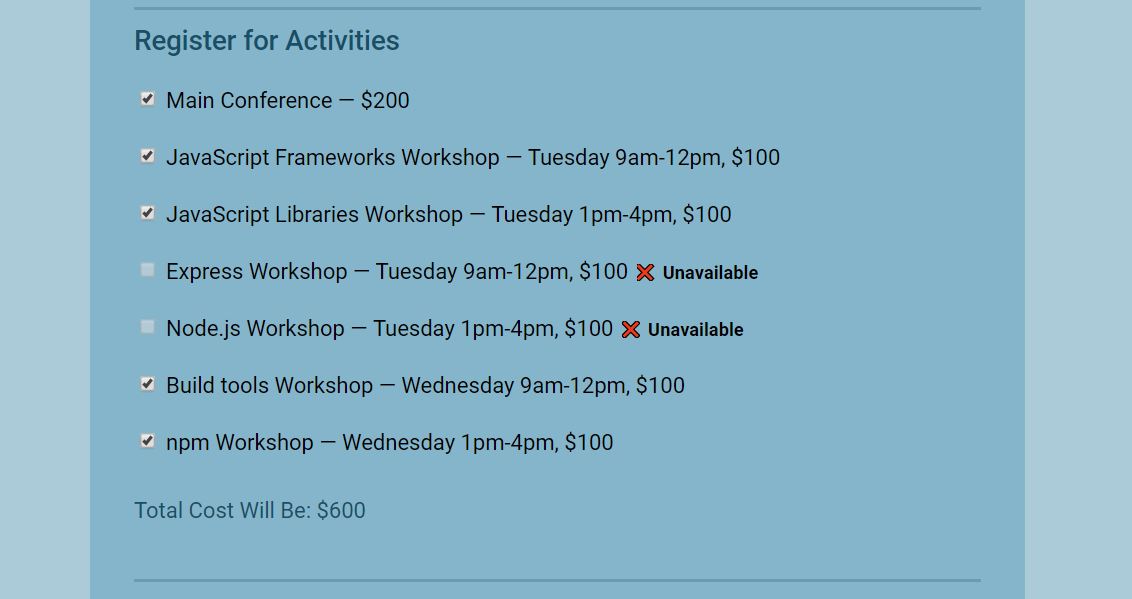 Register for Activities
Main Conference — $200
JavaScript Frameworks Workshop — Tuesday 9am-12pm, $100
JavaScript Libraries Workshop — Tuesday 1pm-4pm, $100
Express Workshop — Tuesday 9am-12pm, $100 ❌ Unavailable
Node.js Workshop — Tuesday 1pm-4pm, $100 ❌ Unavailable
Build tools Workshop — Wednesday 9am-12pm, $100
npm Workshop — Wednesday 1pm-4pm, $100
Total Cost Will Be: $600